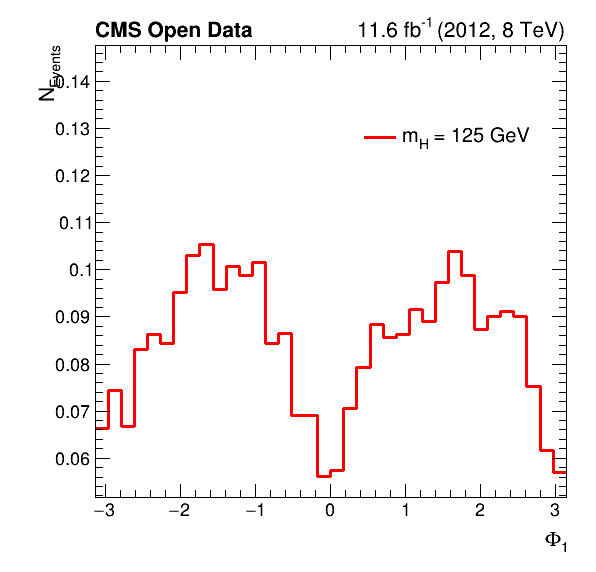 CMS Open Data 11.6 fb-1 (2012, 8 TeV)
NEvents
0.14
0.13
mH = 125 GeV
0.12
0.11
0.1
0.09
0.08
0.07
0.06
−3 −2 −1 0 1 2 3
Φ1